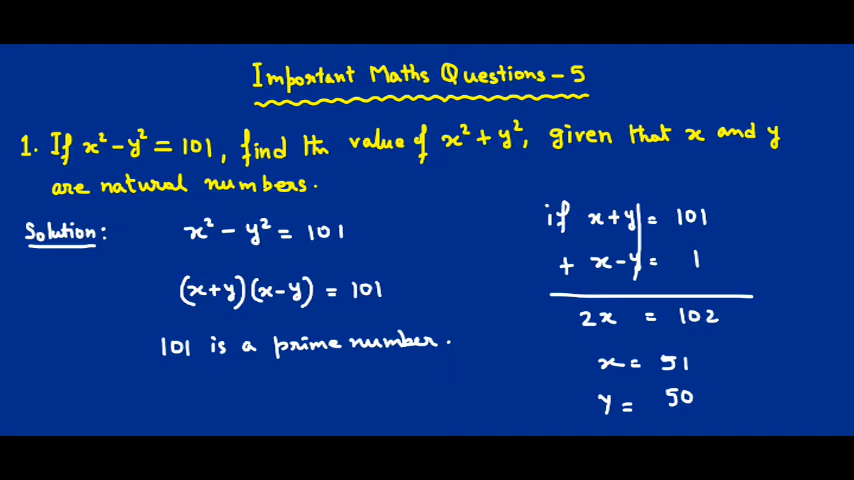 Important Maths Questions - 5
1. If x² - y² = 101, find the value of x² + y², given that x and y
are natural numbers.
Solution:
x² - y² = 101
(x+y)(x-y) = 101
101 is a prime number.
if x+y = 101
+ x-y = 1
2x = 102
x = 51
y = 50